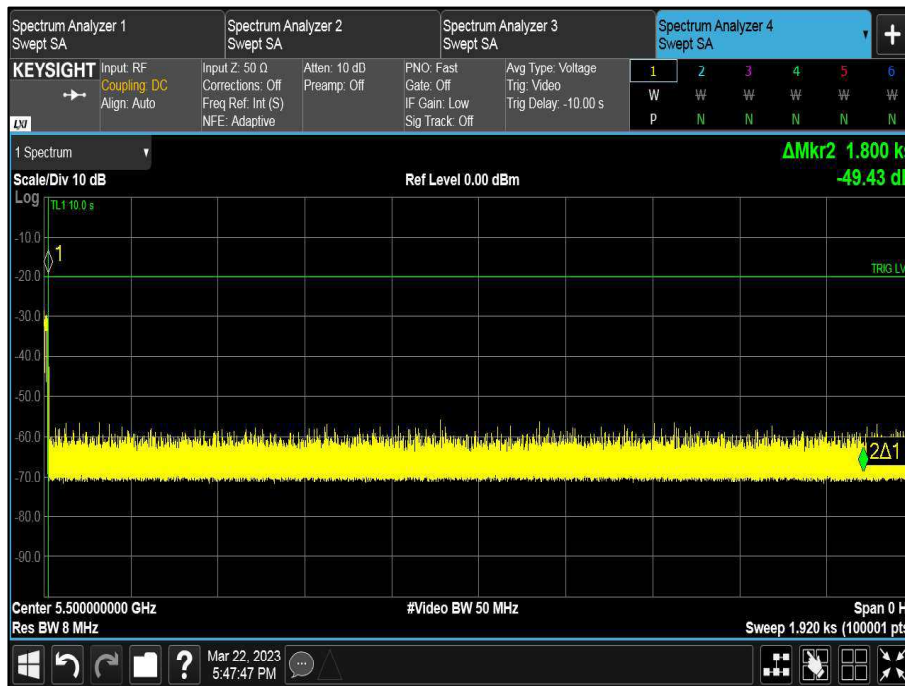 Spectrum Analyzer 1
Swept SA
Spectrum Analyzer 2
Swept SA
Spectrum Analyzer 3
Swept SA
Spectrum Analyzer 4
Swept SA
KEYSIGHT
LXI
Input: RF
Coupling: DC
Align: Auto
Input Z: 50 Ω
Corrections: Off
Freq Ref: Int (S)
NFE: Adaptive
Atten: 10 dB
Preamp: Off
PNO: Fast
Gate: Off
IF Gain: Low
Sig Track: Off
Avg Type: Voltage
Trig: Video
Trig Delay: -10.00 s
1 2 3 4 5 6
W W W W W W
P N N N N N
1 Spectrum
ΔMkr2 1.800 ks
-49.43 dB
Scale/Div 10 dB
Ref Level 0.00 dBm
Log
TL1 10.0 s
-10.0
1
-20.0
TRIG LV
-30.0
-40.0
-50.0
-60.0
2Δ1
-70.0
-80.0
-90.0
Center 5.500000000 GHz
#Video BW 50 MHz
Span 0 H
Res BW 8 MHz
Sweep 1.920 ks (100001 pts
Mar 22, 2023
5:47:47 PM